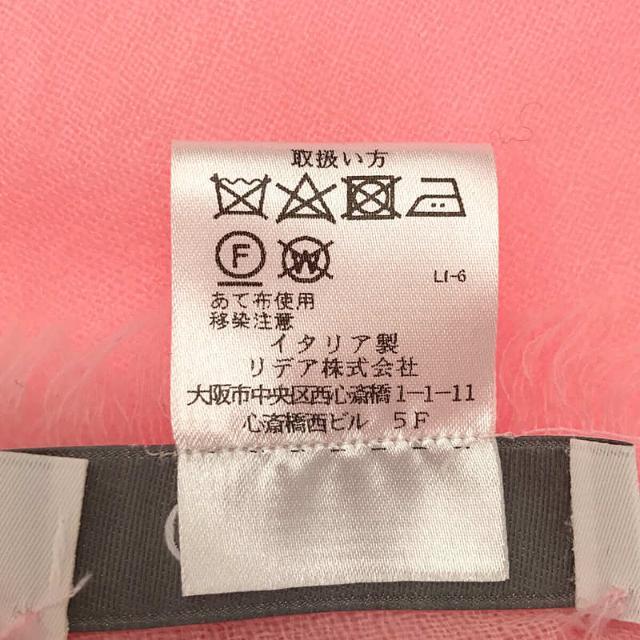 取扱い方
F W
LI-6
あて布使用
移染注意
イタリア製
リデア株式会社
大阪市中央区西心斎橋1-1-11
心斎橋西ビル 5F